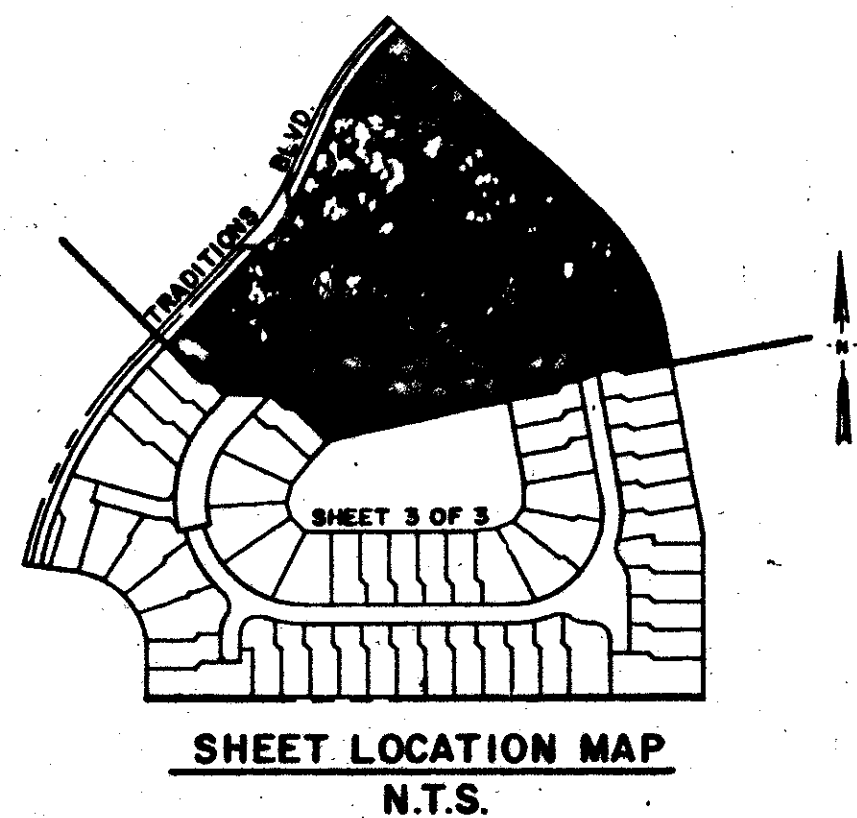 TRADITIONS BLVD.
N
SHEET 3 OF 3
SHEET LOCATION MAP
N.T.S.